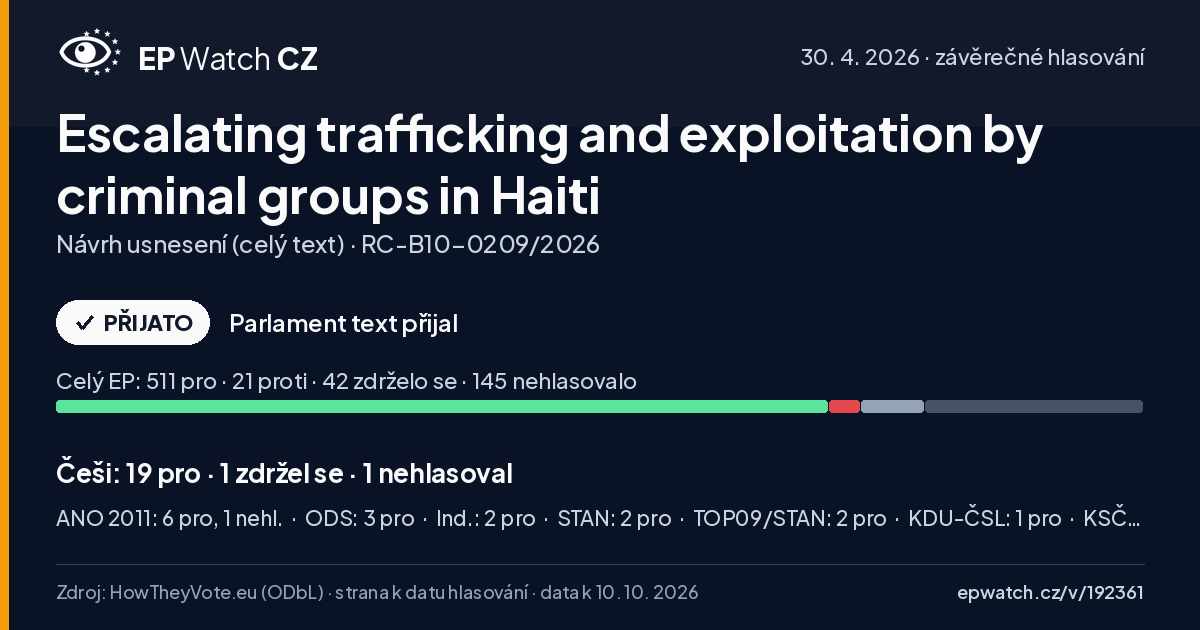 EP Watch CZ
30. 4. 2026 · závěrečné hlasování
Escalating trafficking and exploitation by
criminal groups in Haiti
Návrh usnesení (celý text) · RC-B10-0209/2026
✓ PŘIJATO
Parlament text přijal
Celý EP: 511 pro · 21 proti · 42 zdrželo se · 145 nehlasovalo
Češi: 19 pro · 1 zdržel se · 1 nehlasoval
ANO 2011: 6 pro, 1 nehl. · ODS: 3 pro · Ind.: 2 pro · STAN: 2 pro · TOP09/STAN: 2 pro · KDU-ČSL: 1 pro · KSČ…
Zdroj: HowTheyVote.eu (ODbL) · strana k datu hlasování · data k 10. 10. 2026
epwatch.cz/v/192361